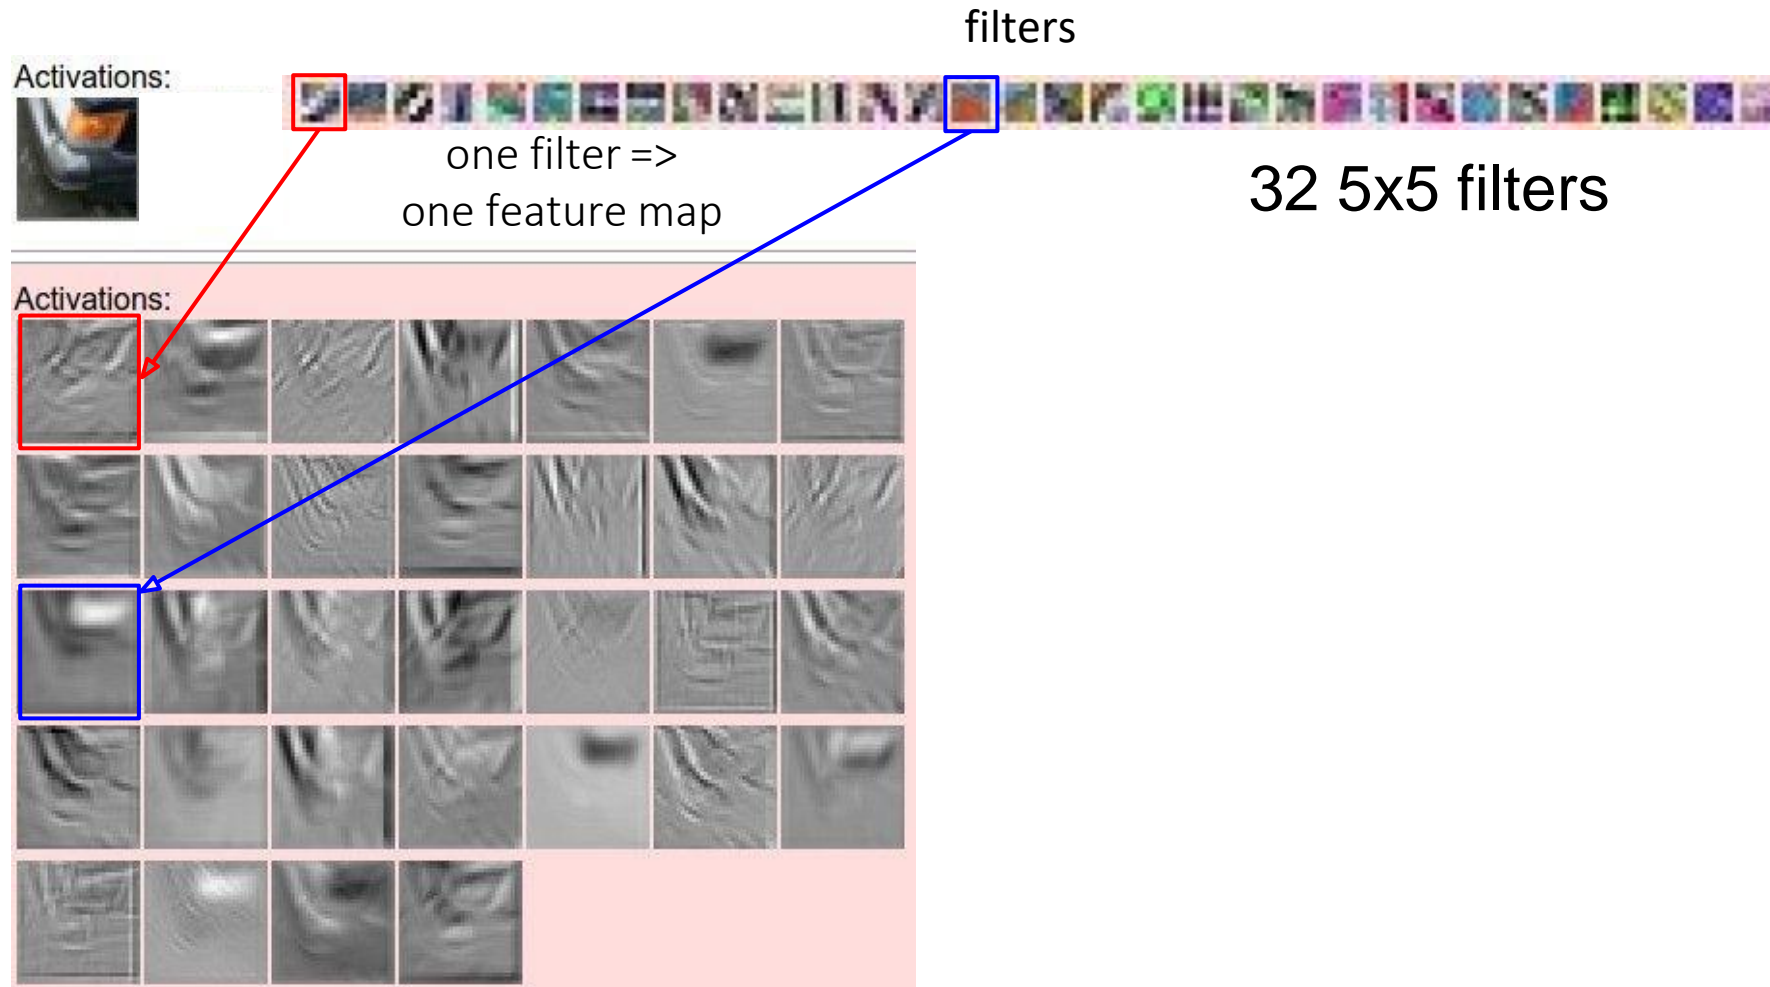 filters
Activations:
one filter =>
one feature map
32 5x5 filters
Activations: